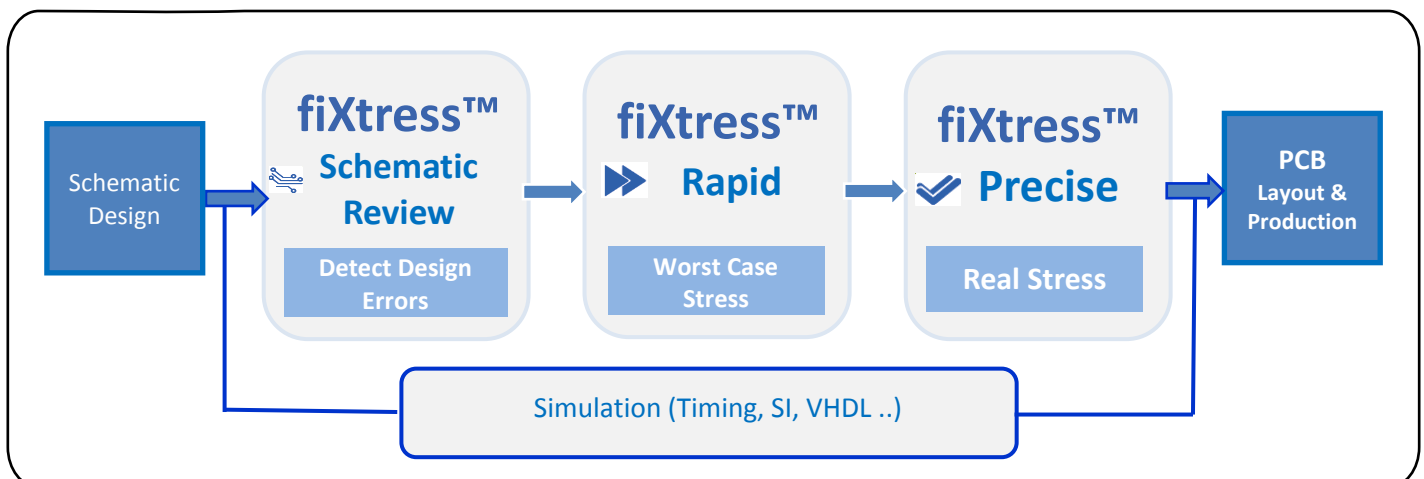 Schematic
Design
fiXtress™
Schematic
Review
Detect Design
Errors
fiXtress™
Rapid
Worst Case
Stress
fiXtress™
Precise
Real Stress
PCB
Layout &
Production
Simulation (Timing, SI, VHDL ..)